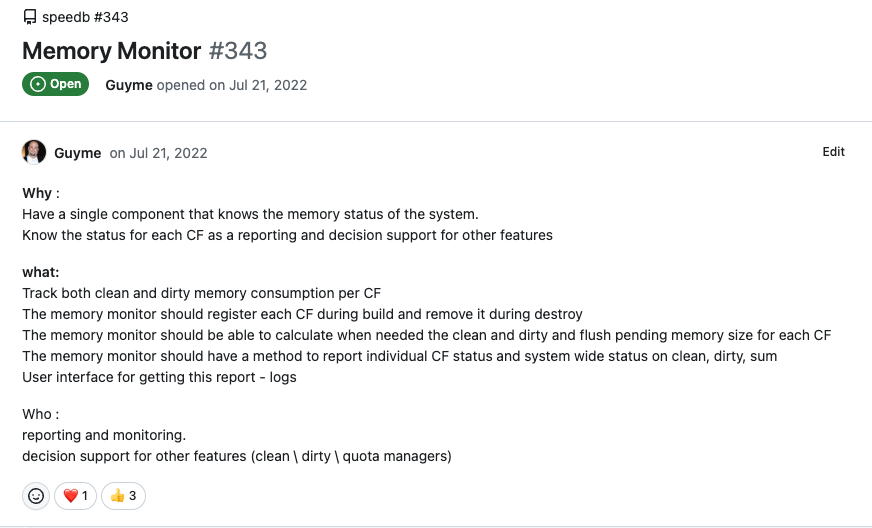 speedb #343
Memory Monitor #343
Open Guyme opened on Jul 21, 2022
Guyme on Jul 21, 2022 Edit
Why :
Have a single component that knows the memory status of the system.
Know the status for each CF as a reporting and decision support for other features
what:
Track both clean and dirty memory consumption per CF
The memory monitor should register each CF during build and remove it during destroy
The memory monitor should be able to calculate when needed the clean and dirty and flush pending memory size for each CF
The memory monitor should have a method to report individual CF status and system wide status on clean, dirty, sum
User interface for getting this report - logs
Who :
reporting and monitoring.
decision support for other features (clean \ dirty \ quota managers)
❤️ 1 👍 3